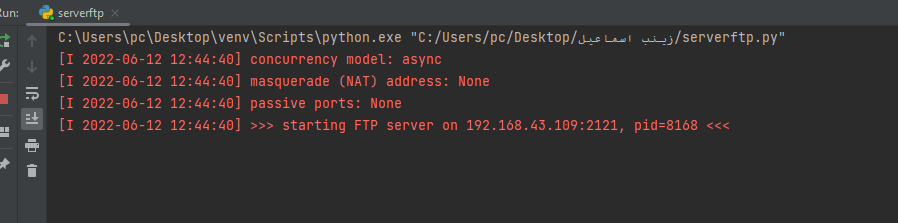 Run:
serverftp
C:\Users\pc\Desktop\venv\Scripts\python.exe "C:/Users/pc/Desktop/زينب اسماعيل/serverftp.py"
[I 2022-06-12 12:44:40] concurrency model: async
[I 2022-06-12 12:44:40] masquerade (NAT) address: None
[I 2022-06-12 12:44:40] passive ports: None
[I 2022-06-12 12:44:40] >>> starting FTP server on 192.168.43.109:2121, pid=8168 <<<